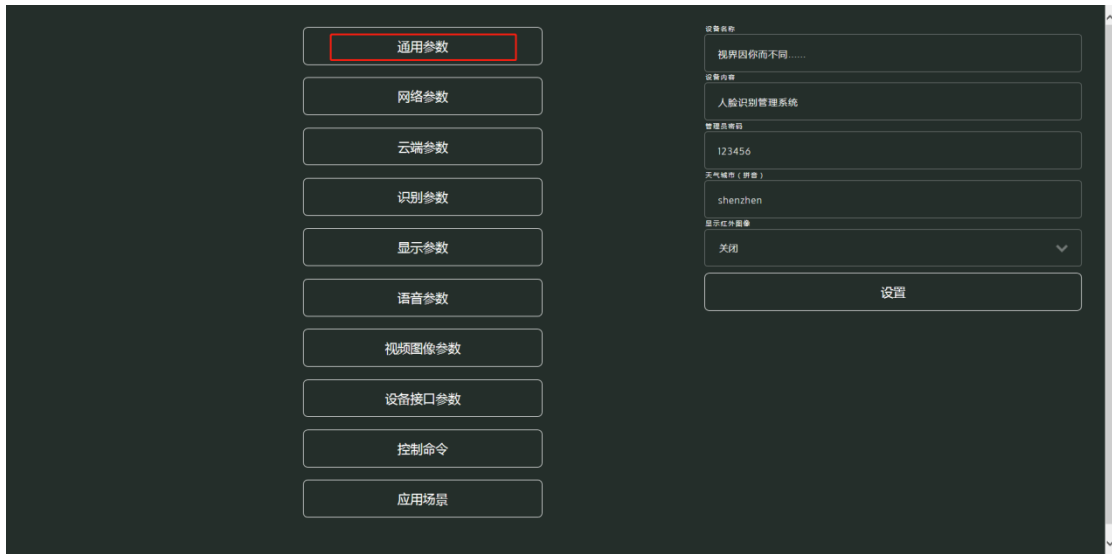 通用参数
网络参数
云端参数
识别参数
显示参数
语音参数
视频图像参数
设备接口参数
控制命令
应用场景
设备名称
视界因你而不同......
设备内容
人脸识别管理系统
管理员密码
123456
天气城市（拼音）
shenzhen
显示红外图像
关闭
设置